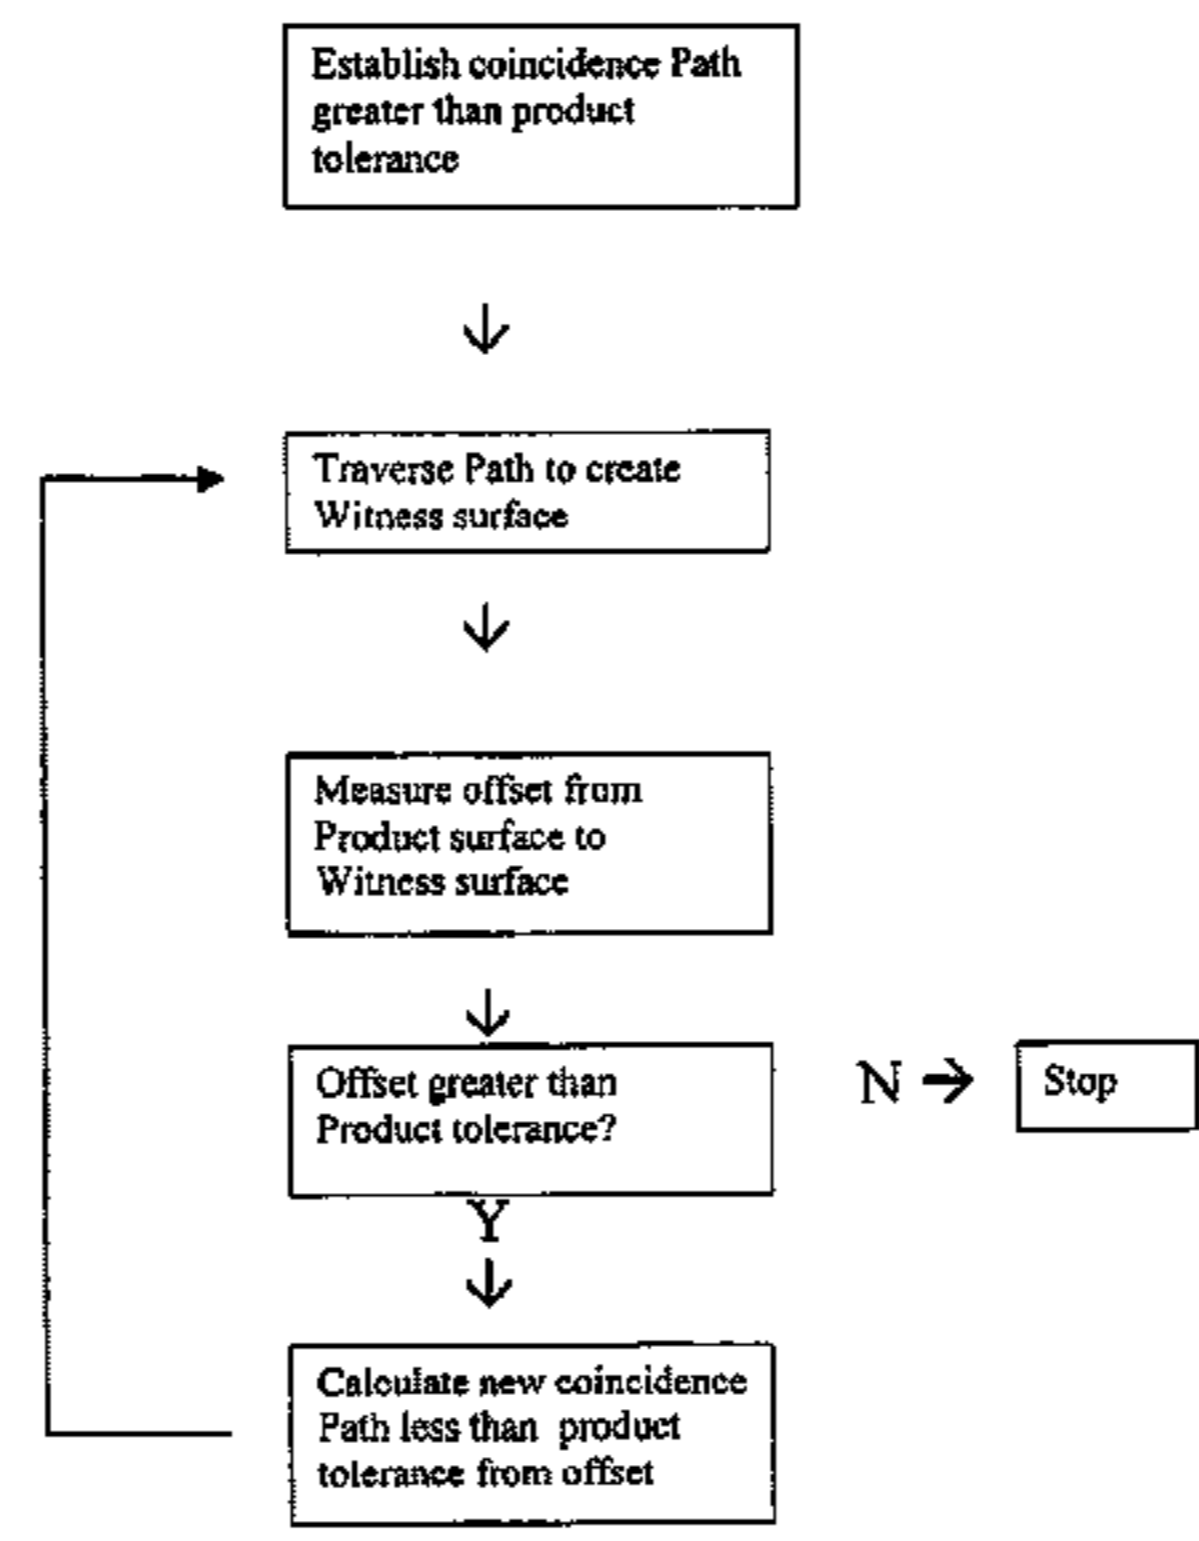 Establish coincidence Path
greater than product
tolerance
Traverse Path to create
Witness surface
Measure offset from
Product surface to
Witness surface
Offset greater than
Product tolerance?
N
Stop
Y
Calculate new coincidence
Path less than product
tolerance from offset